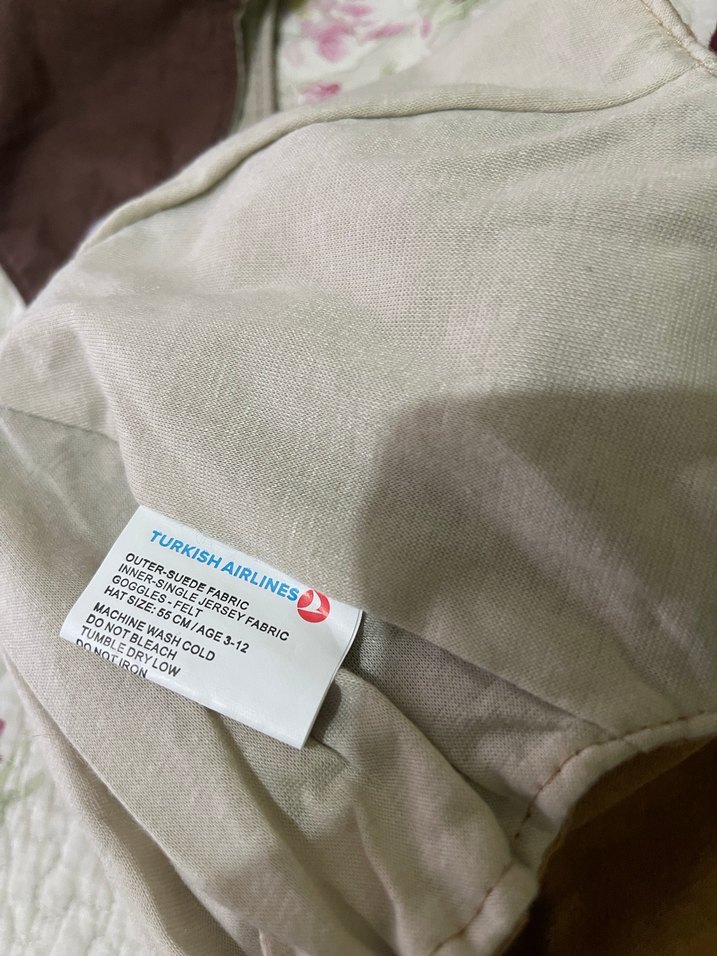 TURKISH AIRLINES
OUTER-SUEDE FABRIC
INNER-SINGLE JERSEY FABRIC
GOGGLES - FELT
HAT SIZE: 55 CM / AGE 3-12
MACHINE WASH COLD
DO NOT BLEACH
TUMBLE DRY LOW
DO NOT IRON